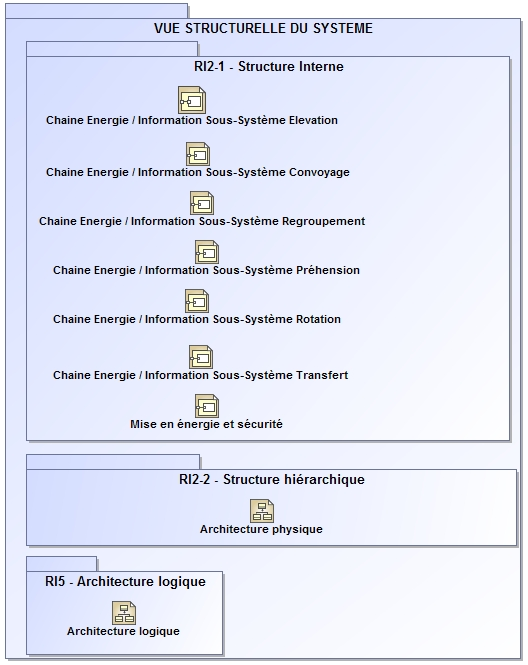 VUE STRUCTURELLE DU SYSTEME
RI2-1 - Structure Interne
Chaine Energie / Information Sous-Système Elevation
Chaine Energie / Information Sous-Système Convoyage
Chaine Energie / Information Sous-Système Regroupement
Chaine Energie / Information Sous-Système Préhension
Chaine Energie / Information Sous-Système Rotation
Chaine Energie / Information Sous-Système Transfert
Mise en énergie et sécurité
RI2-2 - Structure hiérarchique
Architecture physique
RI5 - Architecture logique
Architecture logique